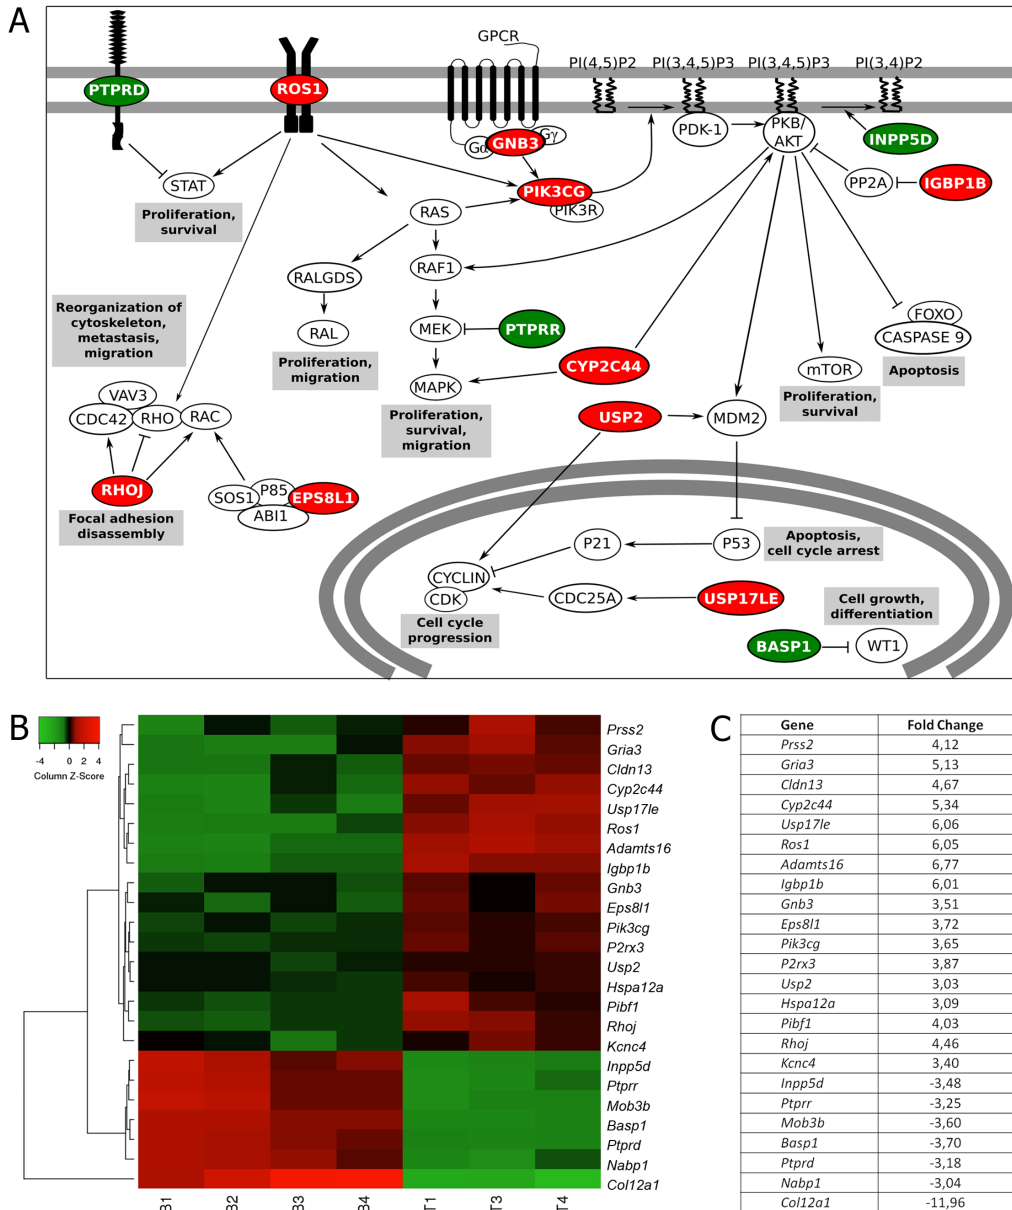 A
GPCR
PI(4,5)P2
PI(3,4,5)P3
PI(3,4,5)P3
PI(3,4)P2
PTPRD
ROS1
Gα
GNB3
Gγ
PDK-1
PKB/
AKT
INPP5D
STAT
Proliferation,
survival
PIK3CG
PIK3R
PP2A
IGBP1B
RAS
RALGDS
RAF1
RAL
Proliferation,
migration
MEK
PTPRR
MAPK
Proliferation,
survival,
migration
CYP2C44
FOXO
CASPASE 9
Apoptosis
mTOR
Proliferation,
survival
Reorganization of
cytoskeleton,
metastasis,
migration
VAV3
CDC42
RHO
RAC
USP2
MDM2
RHOJ
Focal adhesion
disassembly
SOS1
P85
EPS8L1
ABI1
P21
P53
Apoptosis,
cell cycle arrest
CYCLIN
CDK
Cell cycle
progression
CDC25A
USP17LE
Cell growth,
differentiation
BASP1
WT1
B
-4
-2
0
2
4
Column Z-Score
Prss2
Gria3
Cldn13
Cyp2c44
Usp17le
Ros1
Adamts16
Igbp1b
Gnb3
Eps8l1
Pik3cg
P2rx3
Usp2
Hspa12a
Pibf1
Rhoj
Kcnc4
Inpp5d
Ptprr
Mob3b
Basp1
Ptprd
Nabp1
Col12a1
B1
B2
B3
B4
T1
T3
T4
C
Gene Fold Change
Prss2 4,12
Gria3 5,13
Cldn13 4,67
Cyp2c44 5,34
Usp17le 6,06
Ros1 6,05
Adamts16 6,77
Igbp1b 6,01
Gnb3 3,51
Eps8l1 3,72
Pik3cg 3,65
P2rx3 3,87
Usp2 3,03
Hspa12a 3,09
Pibf1 4,03
Rhoj 4,46
Kcnc4 3,40
Inpp5d -3,48
Ptprr -3,25
Mob3b -3,60
Basp1 -3,70
Ptprd -3,18
Nabp1 -3,04
Col12a1 -11,96